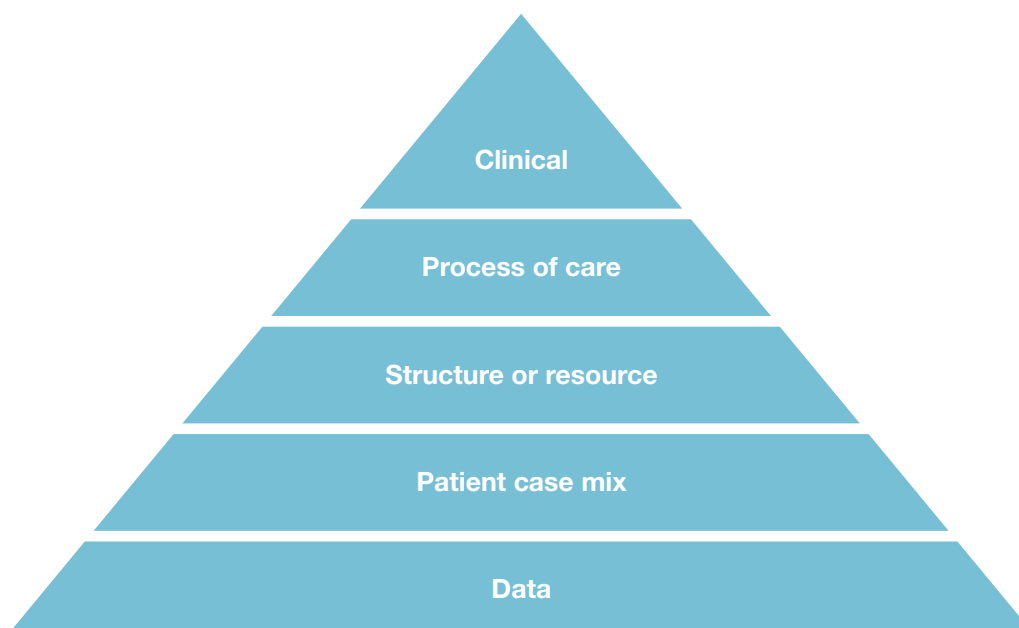 Clinical
Process of care
Structure or resource
Patient case mix
Data